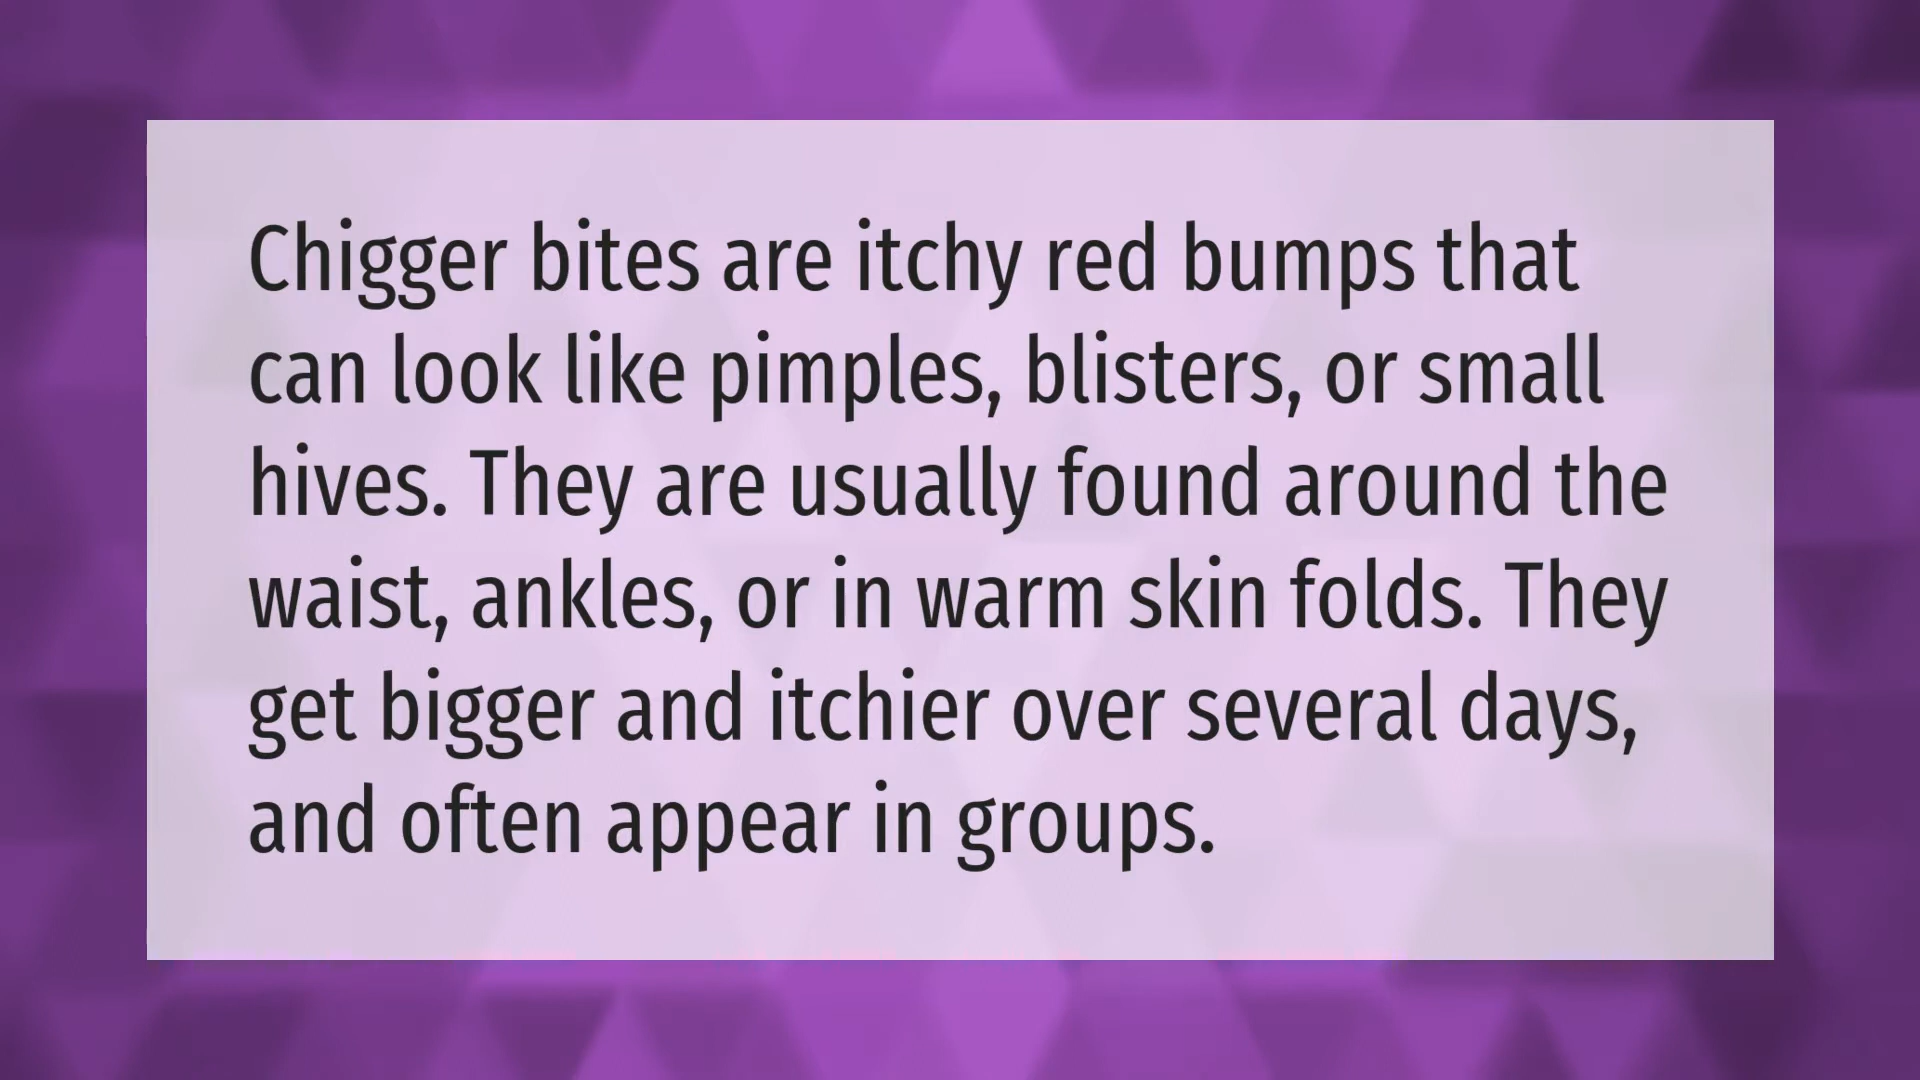 Chigger bites are itchy red bumps that
can look like pimples, blisters, or small
hives. They are usually found around the
waist, ankles, or in warm skin folds. They
get bigger and itchier over several days,
and often appear in groups.